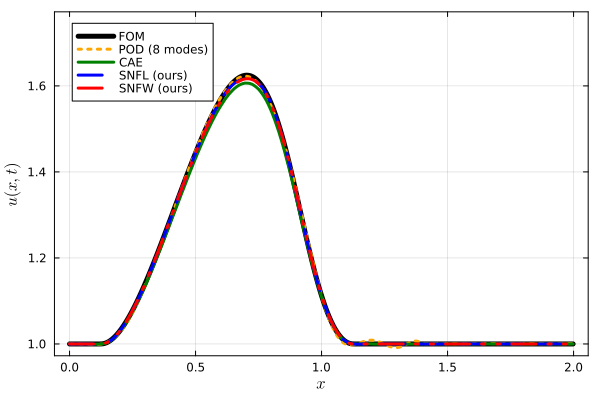 FOM
POD (8 modes)
CAE
SNFL (ours)
SNFW (ours)
u(x, t)
1.6
1.4
1.2
1.0
0.0 0.5 1.0 1.5 2.0
x